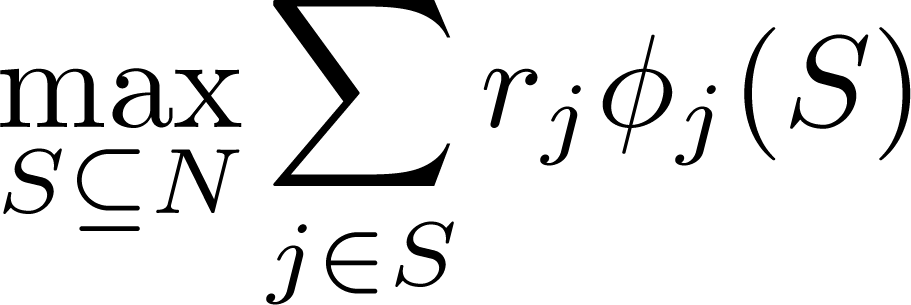 max_{S⊆N} ∑_{j∈S} r_j ϕ_j(S)